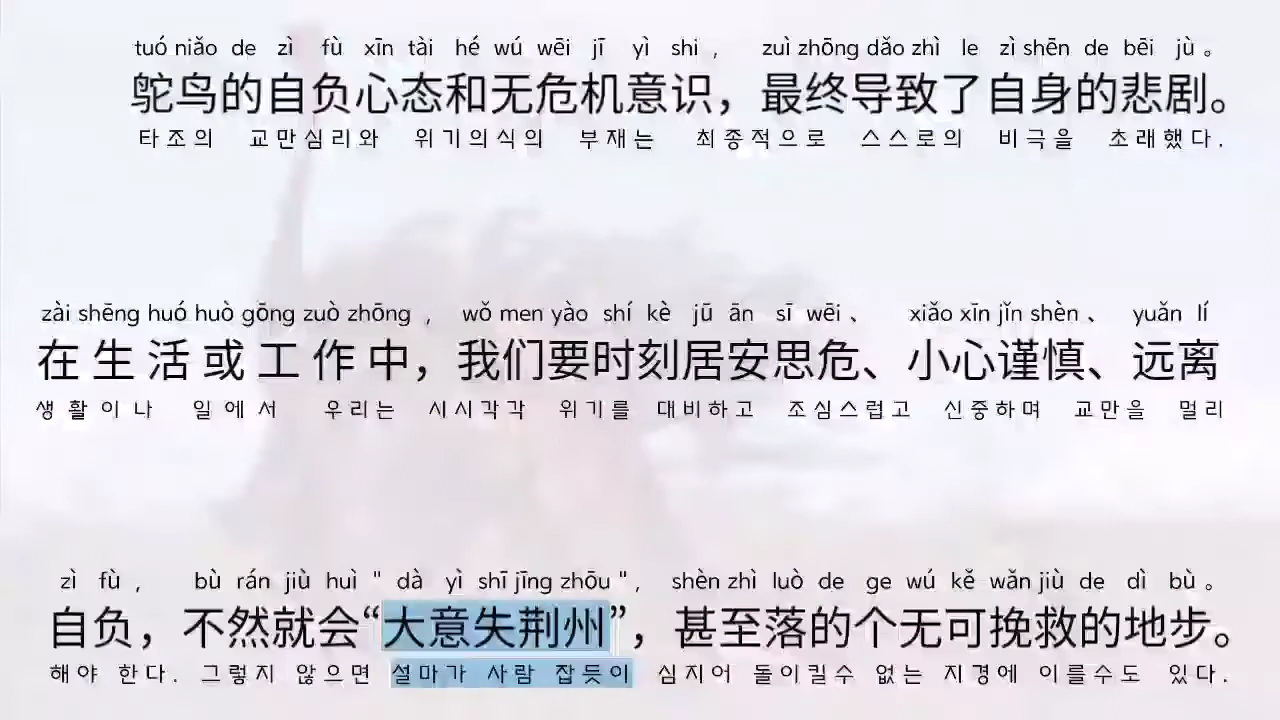 tuó niǎo de zì fù xīn tài hé wú wēi jī yì shi , zuì zhōng dǎo zhì le zì shēn de bēi jù 。
鸵鸟的自负心态和无危机意识，最终导致了自身的悲剧。
타조의 교만심리와 위기의식의 부재는 최종적으로 스스로의 비극을 초래했다.
zài shēng huó huò gōng zuò zhōng , wǒ men yào shí kè jū ān sī wēi 、 xiǎo xīn jǐn shèn 、 yuǎn lí
在生活或工作中，我们要时刻居安思危、小心谨慎、远离
생활이나 일에서 우리는 시시각각 위기를 대비하고 조심스럽고 신중하며 교만을 멀리
zì fù , bù rán jiù huì " dà yì shī jīng zhōu " , shèn zhì luò de ge wú kě wǎn jiù de dì bù 。
自负，不然就会“大意失荆州”，甚至落的个无可挽救的地步。
해야 한다. 그렇지 않으면 설마가 사람 잡듯이 심지어 돌이킬수 없는 지경에 이를수도 있다.